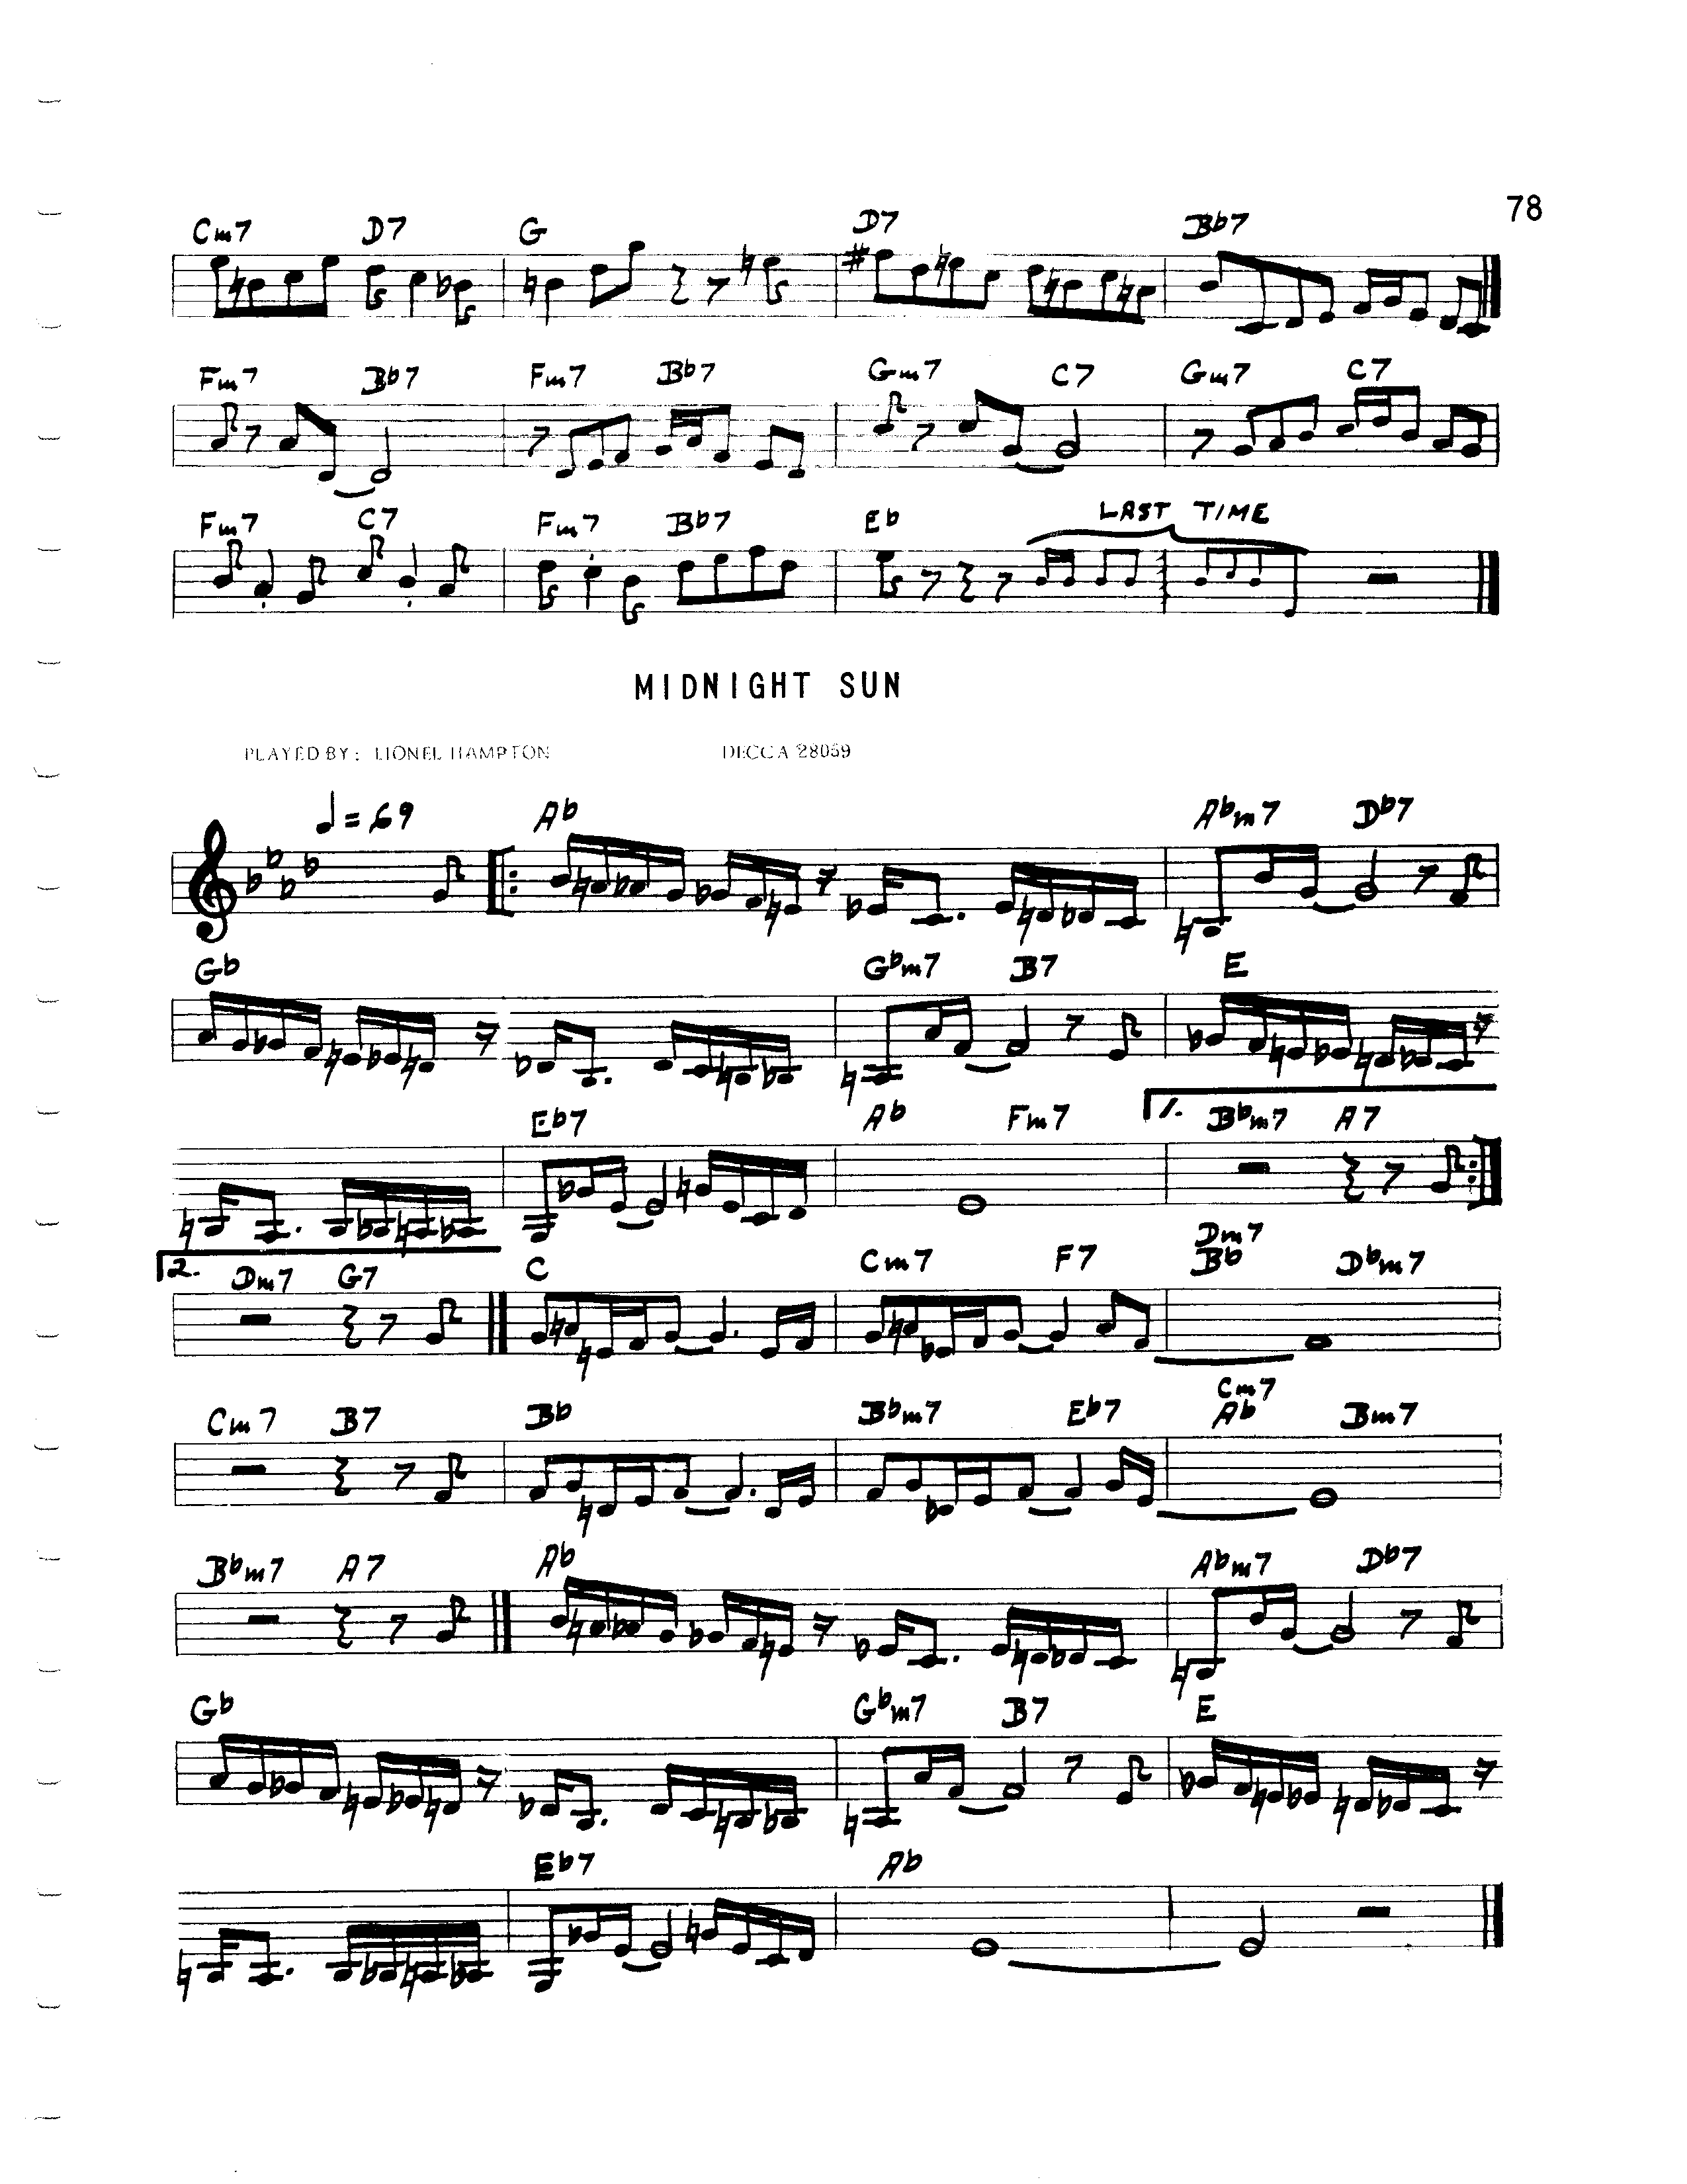 78
Cm7 D7 G D7 Bb7
Fm7 Bb7 Fm7 Bb7 Gm7 C7 Gm7 C7
LAST TIME
Fm7 C7 Fm7 Bb7 Eb
MIDNIGHT SUN
PLAYED BY: LIONEL HAMPTON DECCA 28059
♩ = 69 Ab Abm7 Db7
Gb Gbm7 B7 E
Eb7 Ab Fm7 1. Bbm7 A7
Dm7
2. Dm7 G7 C Cm7 F7 Bb Dbm7
Cm7
Cm7 B7 Bb Bbm7 Eb7 Ab Bm7
Bbm7 A7 Ab Abm7 Db7
Gb Gbm7 B7 E
Eb7 Ab